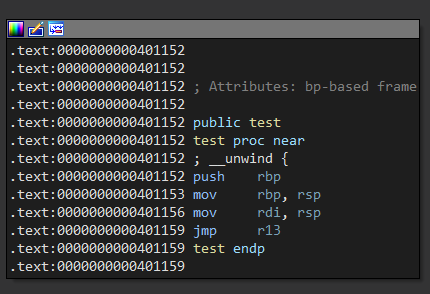 .text:0000000000401152
.text:0000000000401152
.text:0000000000401152 ; Attributes: bp-based frame
.text:0000000000401152
.text:0000000000401152 public test
.text:0000000000401152 test proc near
.text:0000000000401152 ; __unwind {
.text:0000000000401152 push    rbp
.text:0000000000401153 mov     rbp, rsp
.text:0000000000401156 mov     rdi, rsp
.text:0000000000401159 jmp     r13
.text:0000000000401159 test endp
.text:0000000000401159